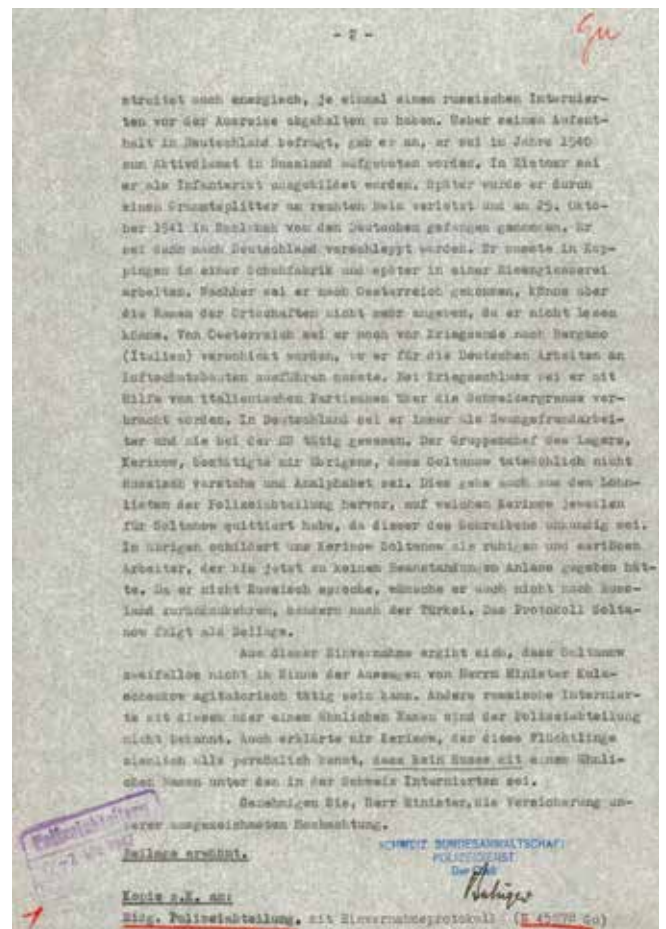 - 2 -
streitet auch energisch, je einmal einen russischen Internier-
ten vor der Ausreise abgehalten zu haben. Ueber seinen Aufent-
halt in Deutschland befragt, gab er an, er sei im Jahre 1940
zum Aktivdienst in Russland aufgeboten worden. In sei
er als Infanterist ausgebildet worden. Später wurde er durch
einen Granatsplitter am rechten Bein verletzt und am 25. Okto-
ber 1941 in von den Deutschen gefangen genommen. Er
sei dann nach Deutschland verschleppt worden. Er musste in
pingen in einer Schuhfabrik und später in einer Eisengiesserei
arbeiten. Nachher sei er nach Oesterreich gekommen, könne aber
die Namen der Ortschaften nicht mehr angeben, da er nicht lesen
könne. Von Oesterreich sei er noch vor Kriegsende nach Bergamo
(Italien) verschickt worden, wo er für die Deutschen Arbeiten an
Luftschutzbauten ausführen musste. Bei Kriegsschluss sei er mit
Hilfe von italienischen Partisanen über die Schweizergrenze ver-
bracht worden. In Deutschland sei er immer als Zwangsfremdarbei-
ter und nie bei der SS tätig gewesen. Der Gruppenchef des Lagers,
Kerinow, bestätigte mir übrigens, dass Soltanow tatsächlich nicht
Russisch verstehe und Analphabet sei. Dies gehe auch aus den Lohn-
listen der Polizeiabteilung hervor, auf welchen Kerinow jeweilen
für Soltanow quittiert habe, da dieser des Schreibens unkundig sei.
Im übrigen schildert uns Kerinow Soltanow als ruhigen und seriösen
Arbeiter, der bis jetzt zu keinem Beanstandungen Anlass gegeben hät-
te. Da er nicht Russisch spreche, wünsche er auch nicht nach Russ-
land zurückzukehren, sondern nach der Türkei. Das Protokoll Solta-
now folgt als Beilage.
Aus dieser Einvernahme ergibt sich, dass Soltanow
zweifellos nicht im Sinne der Aussagen von Herrn Minister Kula-
schenkow agitatorisch tätig sein kann. Andere russische Internier-
te mit diesem oder einem ähnlichen Namen sind der Polizeiabteilung
nicht bekannt. Auch erklärte mir Kerinow, der diese Flüchtlinge
ziemlich alle persönlich kennt, dass kein Russe mit einem ähnli-
chen Namen unter den in der Schweiz Internierten sei.
Genehmigen Sie, Herr Minister, die Versicherung un-
serer ausgezeichneten Hochachtung.
Polizeiabteilung
SCHWEIZ. BUNDESANWALTSCHAFT
POLIZEIDIENST
Der Chef
Beilage erwähnt.
Kopie z.K. an:
Eidg. Polizeiabteilung, mit Einvernahmeprotokoll